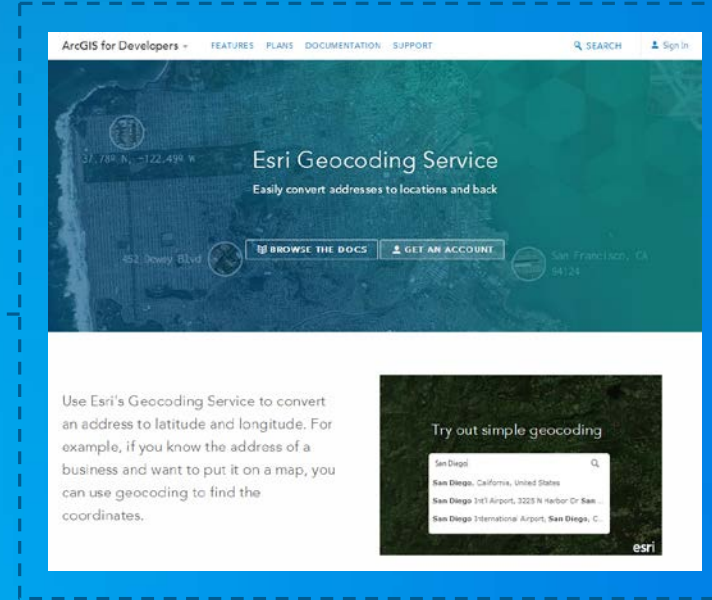 ArcGIS for Developers FEATURES PLANS DOCUMENTATION SUPPORT SEARCH Sign In
37.789 N, -122.499 W
Esri Geocoding Service
Easily convert addresses to locations and back
BROWSE THE DOCS GET AN ACCOUNT
452 Dewey Blvd
San Francisco, CA
94124
Use Esri's Geocoding Service to convert
an address to latitude and longitude. For
example, if you know the address of a
business and want to put it on a map, you
can use geocoding to find the
coordinates.
Try out simple geocoding
San Diego
San Diego, California, United States
San Diego Int'l Airport, 3225 N Harbor Dr San...
San Diego International Airport, San Diego, C...
esri